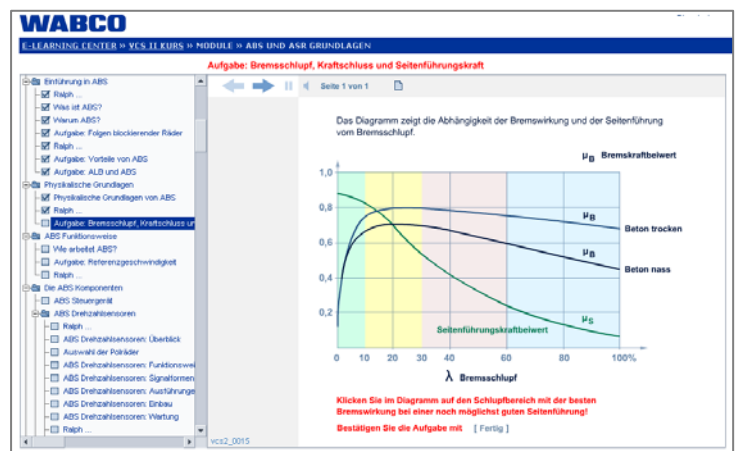 WABCO
E-LEARNING CENTER » VCS II KURS » MODULE » ABS UND ASR GRUNDLAGEN
Aufgabe: Bremsschlupf, Kraftschluss und Seitenführungskraft
Einführung in ABS
Ralph ...
Was ist ABS?
Warum ABS?
Aufgabe: Folgen blockierender Räder
Ralph ...
Aufgabe: Vorteile von ABS
Aufgabe: ALB und ABS
Physikalische Grundlagen
Physikalische Grundlagen von ABS
Ralph ...
Aufgabe: Bremsschlupf, Kraftschluss ur
ABS Funktionsweise
Wie arbeitet ABS?
Aufgabe: Referenzgeschwindigkeit
Ralph ...
Die ABS Komponenten
ABS Steuergerät
ABS Drehzahlsensoren
Ralph ...
ABS Drehzahlsensoren: Überblick
Auswahl der Polräder
ABS Drehzahlsensoren: Funktionswei
ABS Drehzahlsensoren: Signalformen
ABS Drehzahlsensoren: Ausführunge
ABS Drehzahlsensoren: Einbau
ABS Drehzahlsensoren: Wartung
Ralph ...
Seite 1 von 1
Das Diagramm zeigt die Abhängigkeit der Bremswirkung und der Seitenführung
vom Bremsschlupf.
μB Bremskraftbeiwert
1,0
0,8
0,6
0,4
0,2
μB
Beton trocken
μB
Beton nass
μS
Seitenführungskraftbeiwert
0 10 20 30 40 60 80 100%
λ Bremsschlupf
Klicken Sie im Diagramm auf den Schlupfbereich mit der besten
Bremswirkung bei einer noch möglichst guten Seitenführung!
Bestätigen Sie die Aufgabe mit [ Fertig ]
vcs2_0015